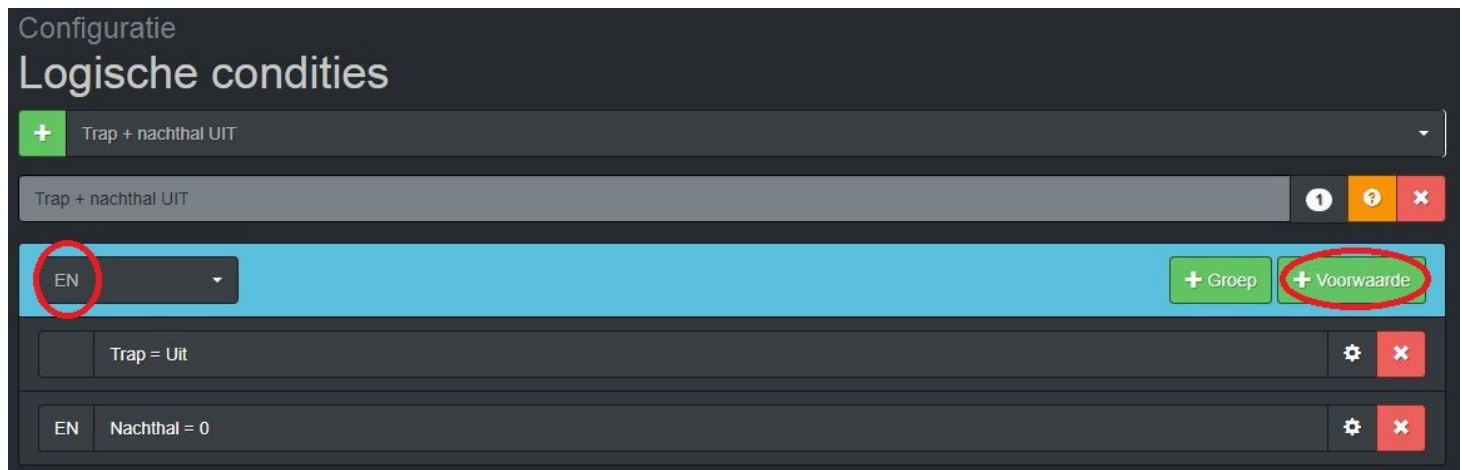 Configuratie
Logische condities
+ Trap + nachthal UIT
Trap + nachthal UIT 1 ?
EN + Groep + Voorwaarde
Trap = Uit
EN Nachthal = 0